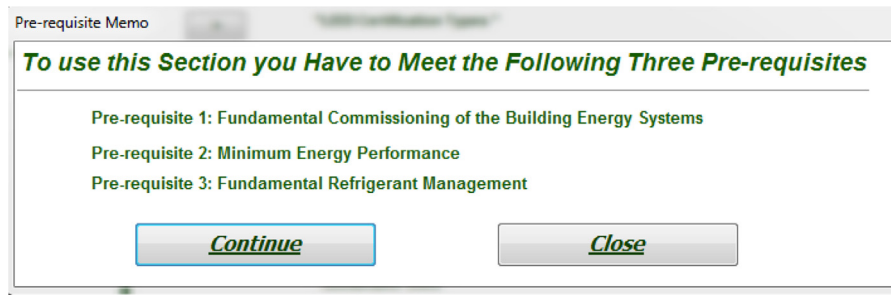 Pre-requisite Memo
To use this Section you Have to Meet the Following Three Pre-requisites
Pre-requisite 1: Fundamental Commissioning of the Building Energy Systems
Pre-requisite 2: Minimum Energy Performance
Pre-requisite 3: Fundamental Refrigerant Management
Continue
Close